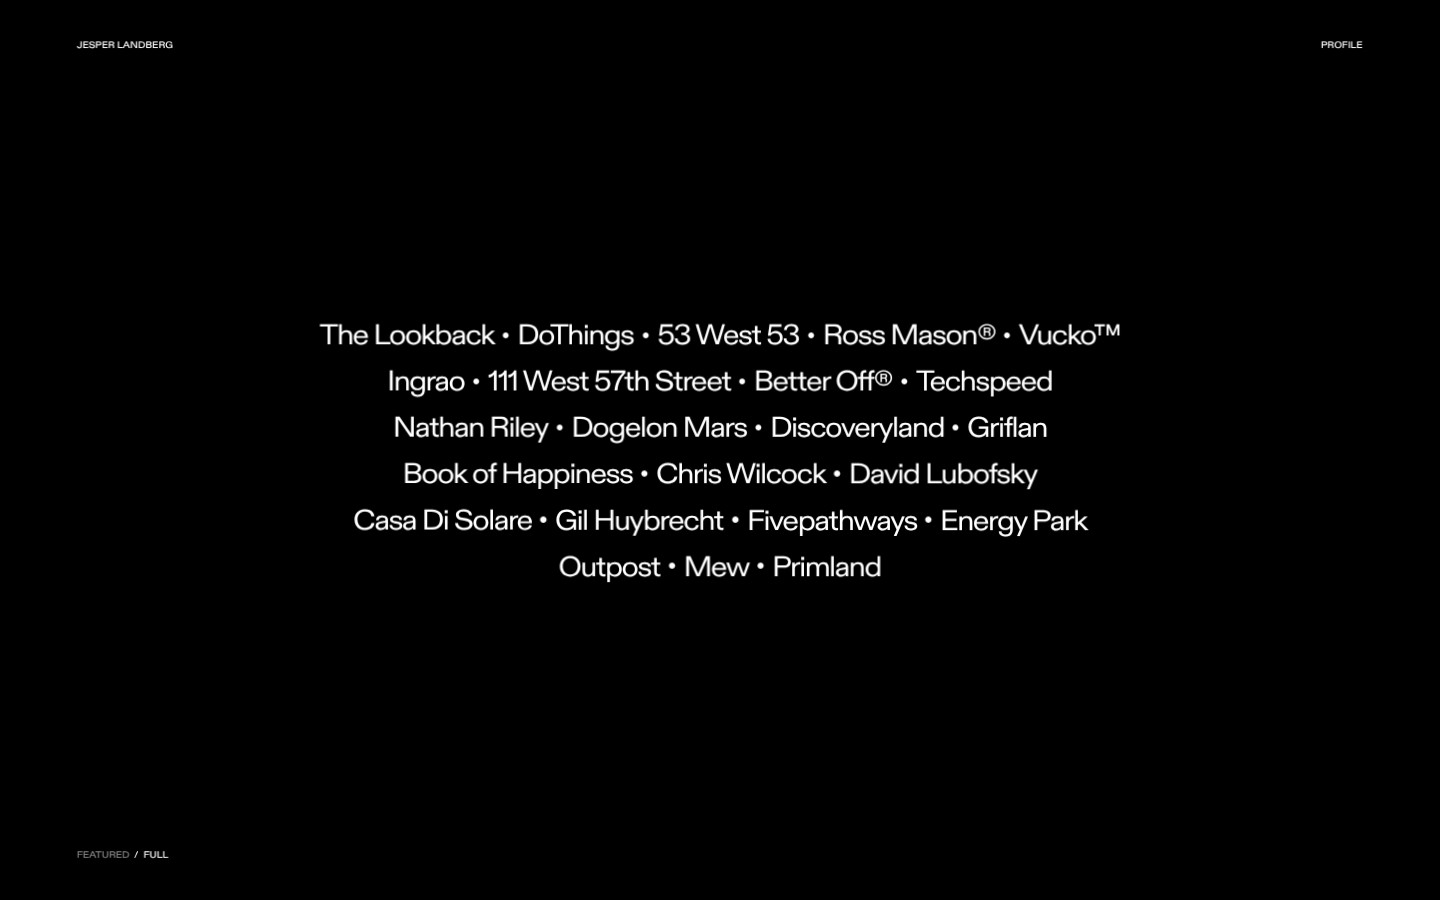 JESPER LANDBERG
PROFILE
The Lookback • DoThings • 53 West 53 • Ross Mason® • Vucko™
Ingrao • 111 West 57th Street • Better Off® • Techspeed
Nathan Riley • Dogelon Mars • Discoveryland • Griflan
Book of Happiness • Chris Wilcock • David Lubofsky
Casa Di Solare • Gil Huybrecht • Fivepathways • Energy Park
Outpost • Mew • Primland
FEATURED / FULL